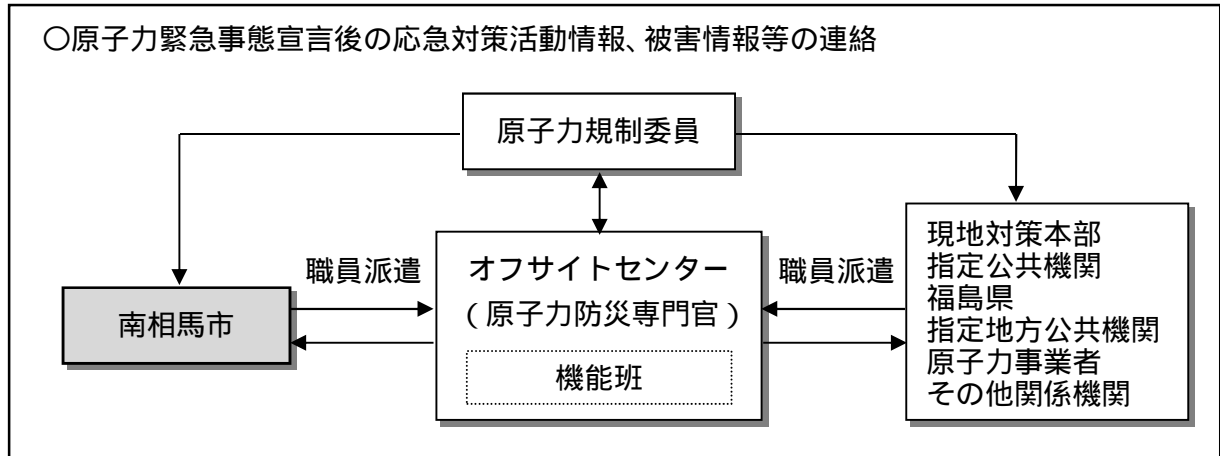 〇原子力緊急事態宣言後の応急対策活動情報、被害情報等の連絡
原子力規制委員
職員派遣
南相馬市
オフサイトセンター
(原子力防災専門官)
機能班
職員派遣
現地対策本部
指定公共機関
福島県
指定地方公共機関
原子力事業者
その他関係機関